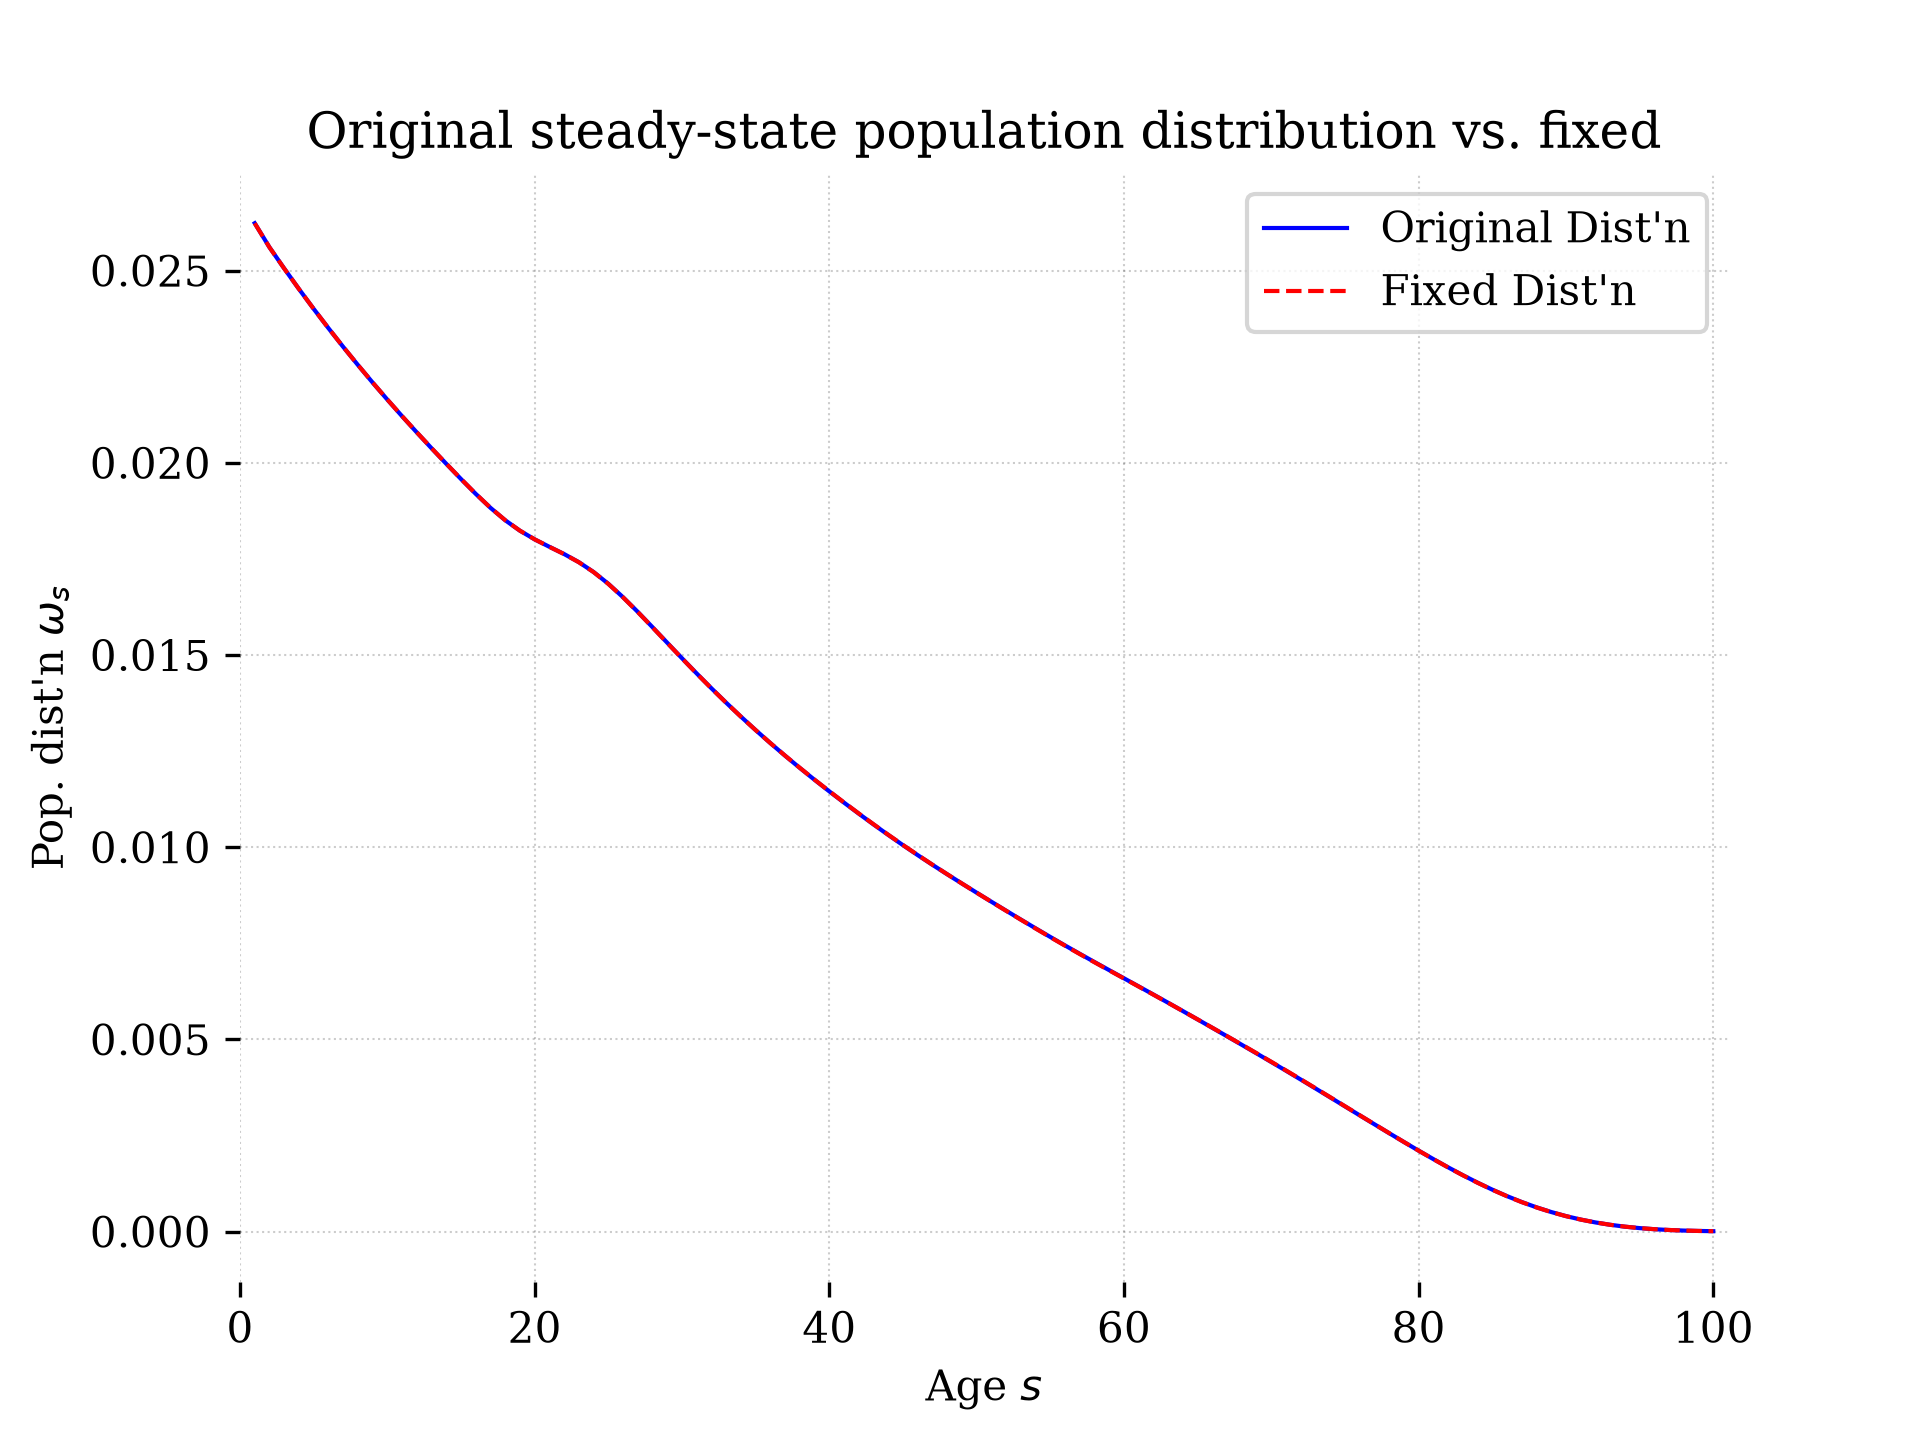 Original steady-state population distribution vs. fixed
Original Dist'n
Fixed Dist'n
Pop. dist'n ω_s
0.025
0.020
0.015
0.010
0.005
0.000
0 20 40 60 80 100
Age s